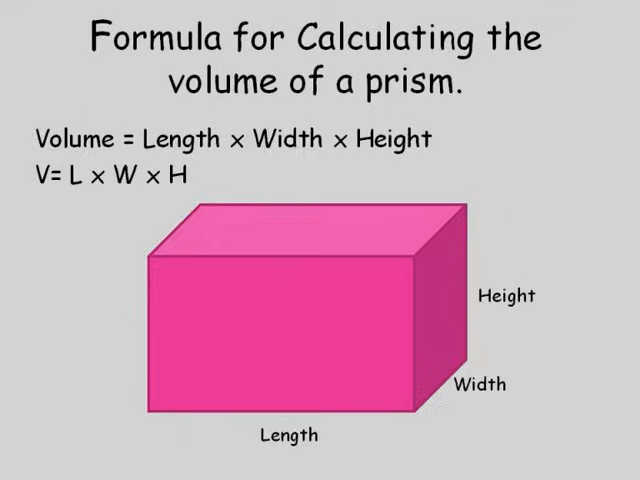 Formula for Calculating the
volume of a prism.
Volume = Length x Width x Height
V= L x W x H
Height
Width
Length